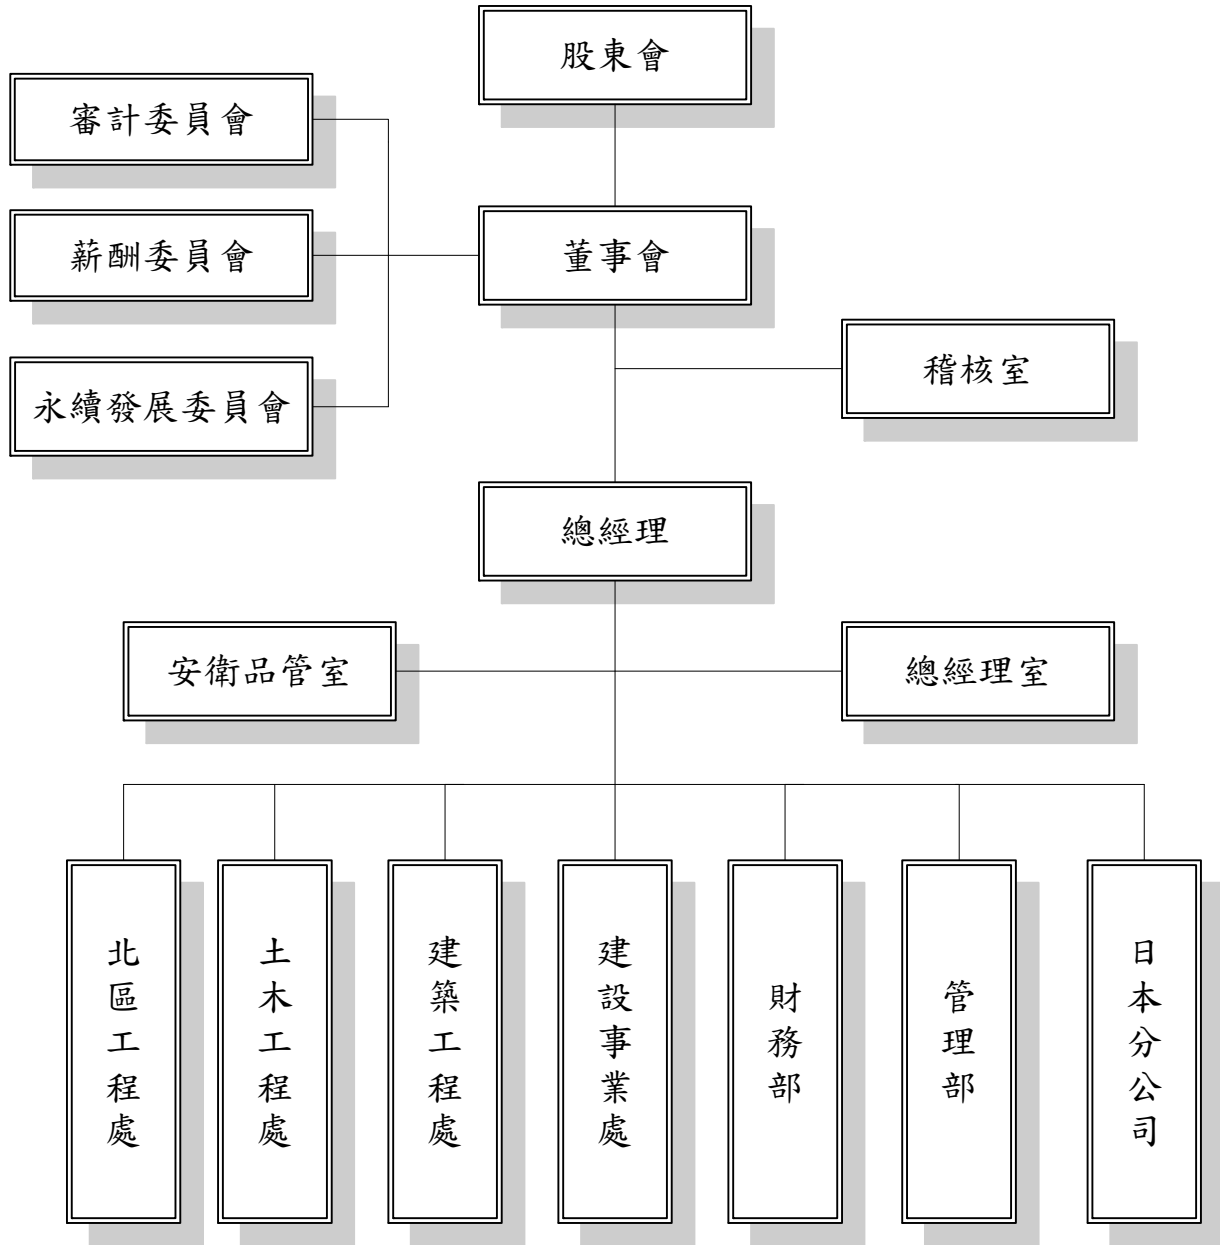 股東會
審計委員會
薪酬委員會
董事會
永續發展委員會
稽核室
總經理
安衛品管室
總經理室
北區工程處
土木工程處
建築工程處
建設事業處
財務部
管理部
日本分公司